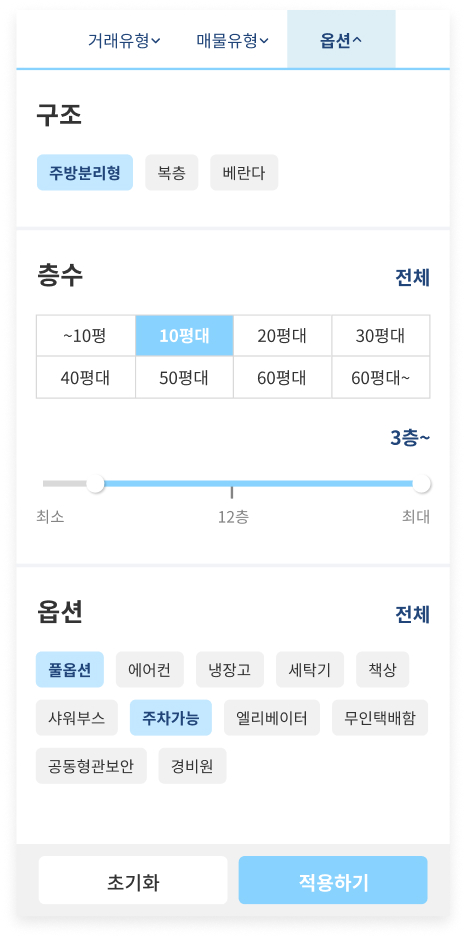 거래유형 매물유형 옵션
구조
주방분리형 복층 베란다
층수 전체
~10평 10평대 20평대 30평대
40평대 50평대 60평대 60평대~
3층~
최소 12층 최대
옵션 전체
풀옵션 에어컨 냉장고 세탁기 책상
샤워부스 주차가능 엘리베이터 무인택배함
공동형관보안 경비원
초기화 적용하기